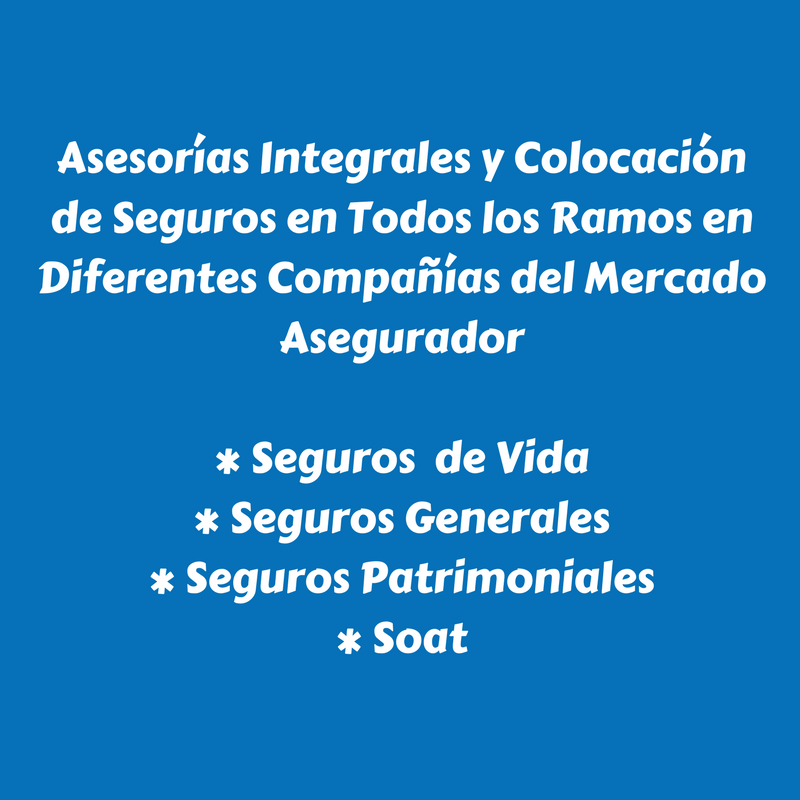 Asesorías Integrales y Colocación
de Seguros en Todos los Ramos en
Diferentes Compañías del Mercado
Asegurador
* Seguros de Vida
* Seguros Generales
* Seguros Patrimoniales
* Soat